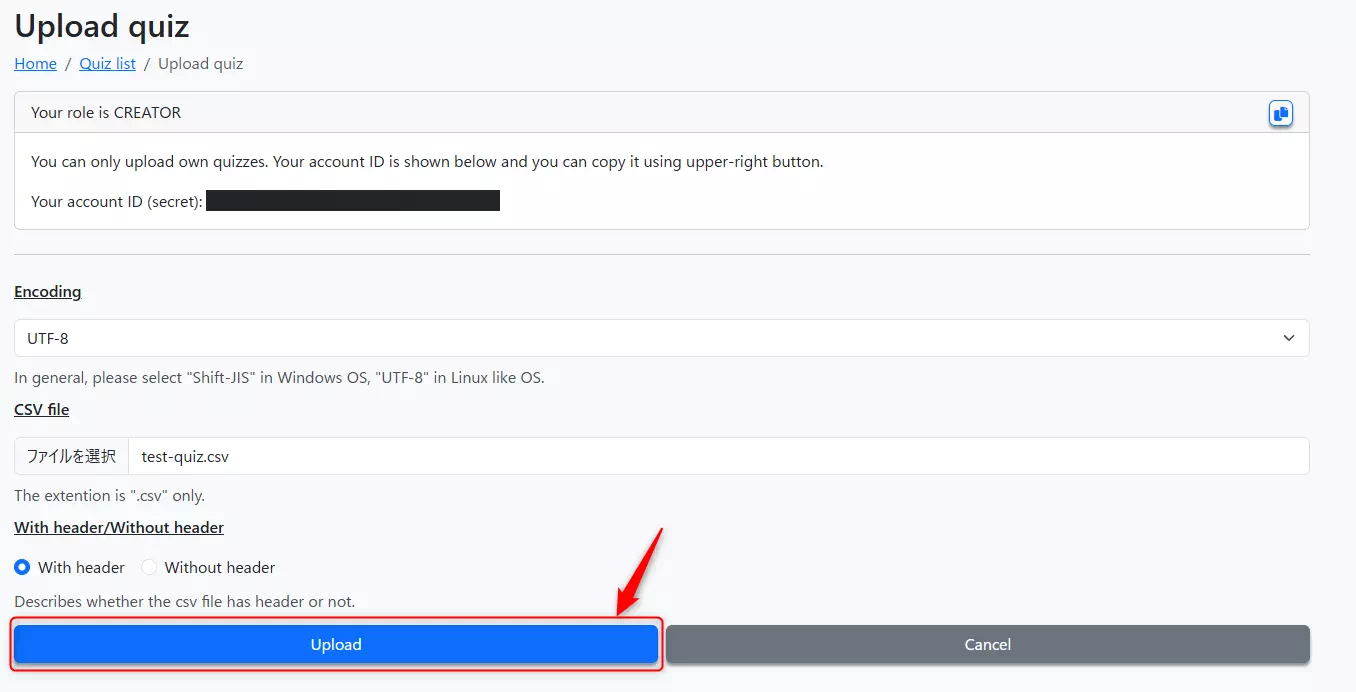 Upload quiz
Home / Quiz list / Upload quiz
Your role is CREATOR
You can only upload own quizzes. Your account ID is shown below and you can copy it using upper-right button.
Your account ID (secret):
Encoding
UTF-8
In general, please select "Shift-JIS" in Windows OS, "UTF-8" in Linux like OS.
CSV file
ファイルを選択 test-quiz.csv
The extention is ".csv" only.
With header/Without header
With header Without header
Describes whether the csv file has header or not.
Upload Cancel